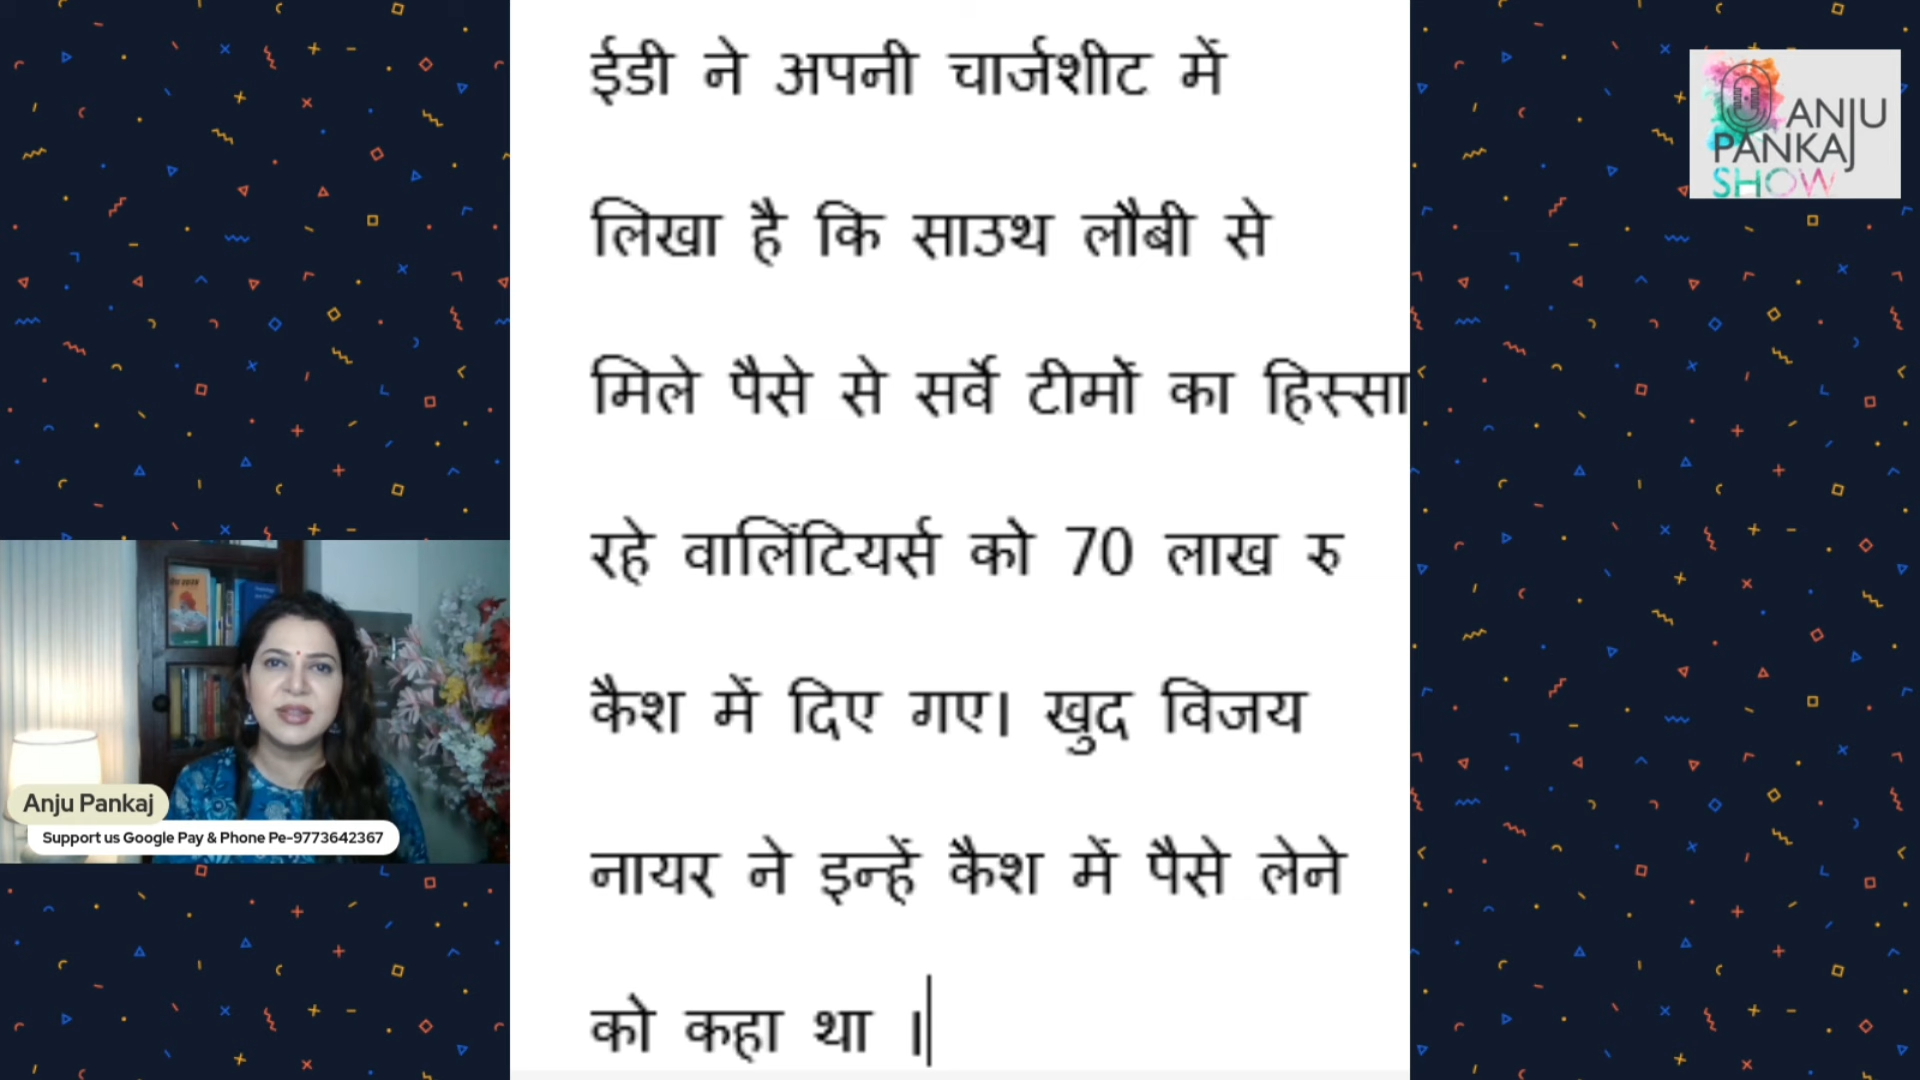 ईडी ने अपनी चार्जशीट में
लिखा है कि साउथ लौबी से
मिले पैसे से सर्वे टीमों का हिस्सा
रहे वालिंटियर्स को 70 लाख रु
कैश में दिए गए। खुद विजय
नायर ने इन्हें कैश में पैसे लेने
को कहा था ।
ANJU
PANKAJ
SHOW
Anju Pankaj
Support us Google Pay & Phone Pe-9773642367